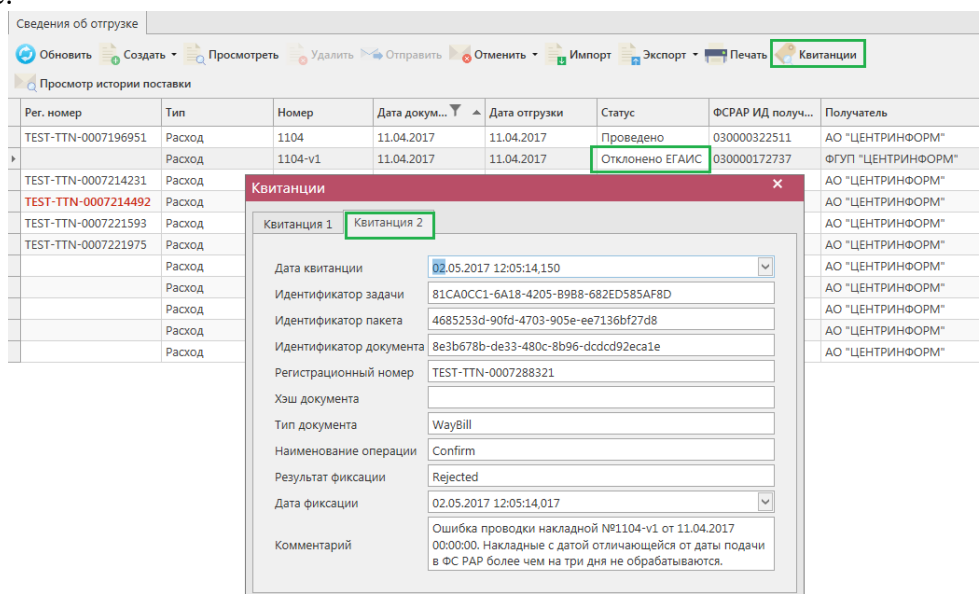 Сведения об отгрузке
Обновить Создать Просмотреть Удалить Отправить Отменить Импорт Экспорт Печать Квитанции
Просмотр истории поставки
Рег. номер Тип Номер Дата докум... Дата отгрузки Статус ФСРАР ИД получ... Получатель
TEST-TTN-0007196951 Расход 1104 11.04.2017 11.04.2017 Проведено 030000322511 АО "ЦЕНТРИНФОРМ"
Расход 1104-v1 11.04.2017 11.04.2017 Отклонено ЕГАИС 030000172737 ФГУП "ЦЕНТРИНФОРМ"
TEST-TTN-0007214231 Расход АО "ЦЕНТРИНФОРМ"
TEST-TTN-0007214492 Расход АО "ЦЕНТРИНФОРМ"
TEST-TTN-0007221593 Расход АО "ЦЕНТРИНФОРМ"
TEST-TTN-0007221975 Расход АО "ЦЕНТРИНФОРМ"
Расход АО "ЦЕНТРИНФОРМ"
Расход АО "ЦЕНТРИНФОРМ"
Расход АО "ЦЕНТРИНФОРМ"
Расход АО "ЦЕНТРИНФОРМ"
Расход АО "ЦЕНТРИНФОРМ"
Квитанции
Квитанция 1 Квитанция 2
Дата квитанции 02.05.2017 12:05:14,150
Идентификатор задачи 81CA0CC1-6A18-4205-B9B8-682ED585AF8D
Идентификатор пакета 4685253d-90fd-4703-905e-ee7136bf27d8
Идентификатор документа 8e3b678b-de33-480c-8b96-dcdcd92eca1e
Регистрационный номер TEST-TTN-0007288321
Хэш документа
Тип документа WayBill
Наименование операции Confirm
Результат фиксации Rejected
Дата фиксации 02.05.2017 12:05:14,017
Комментарий Ошибка проводки накладной №1104-v1 от 11.04.2017
00:00:00. Накладные с датой отличающейся от даты подачи
в ФС РАР более чем на три дня не обрабатываются.